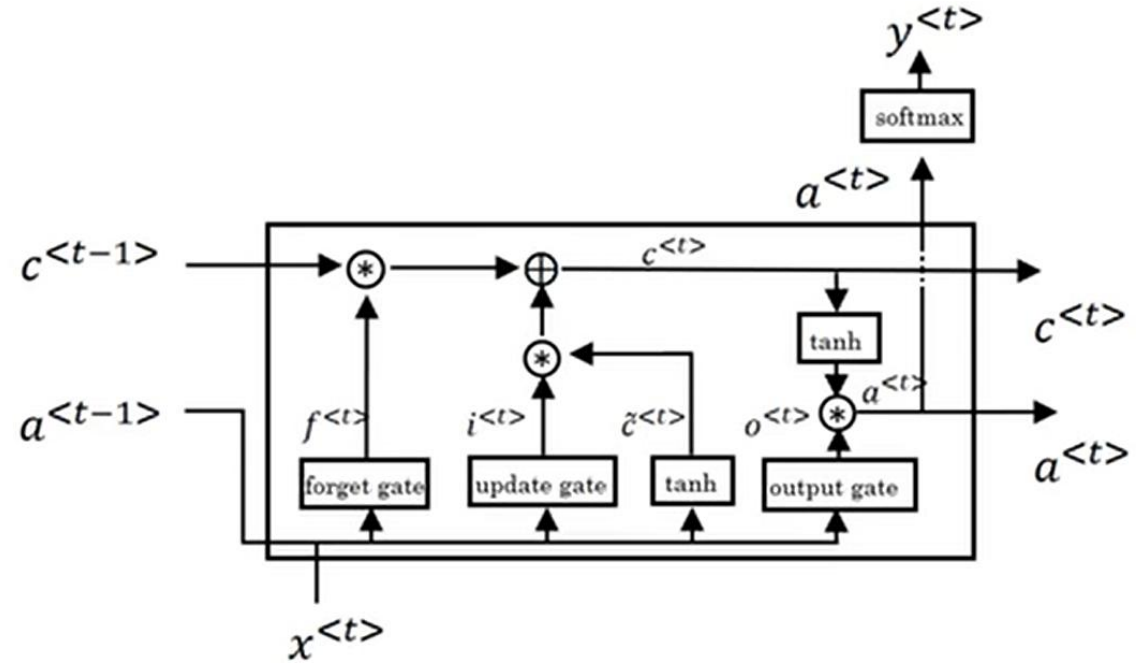 y<t>
softmax
a<t>
c<t-1>
*
c<t>
tanh
c<t>
*
a<t-1>
f<t>
i<t>
c̃<t>
o<t>
*
a<t>
a<t>
forget gate
update gate
tanh
output gate
x<t>